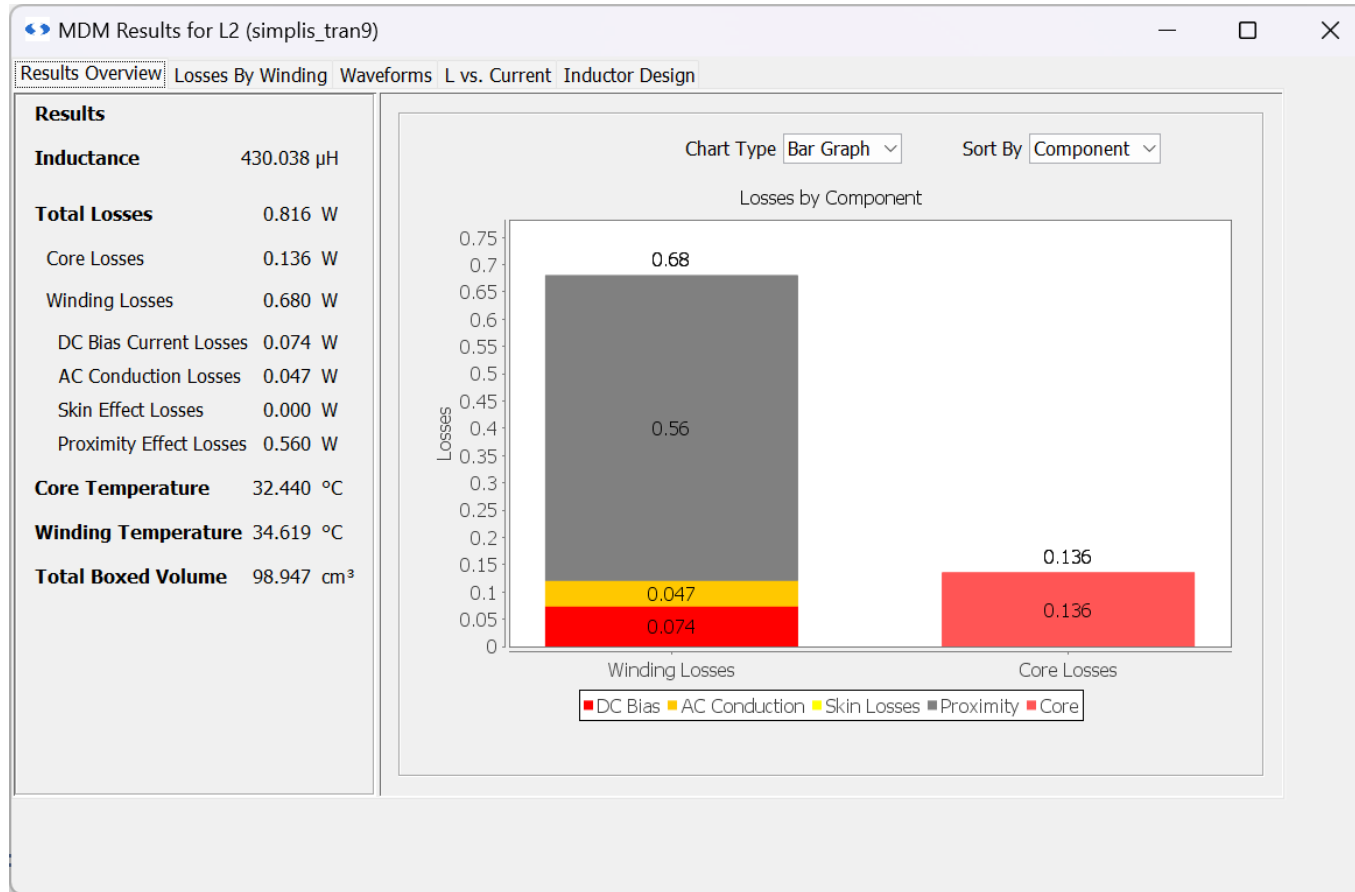 MDM Results for L2 (simplis_tran9)
Results Overview Losses By Winding Waveforms L vs. Current Inductor Design
Results
Inductance 430.038 µH
Total Losses 0.816 W
Core Losses 0.136 W
Winding Losses 0.680 W
DC Bias Current Losses 0.074 W
AC Conduction Losses 0.047 W
Skin Effect Losses 0.000 W
Proximity Effect Losses 0.560 W
Core Temperature 32.440 °C
Winding Temperature 34.619 °C
Total Boxed Volume 98.947 cm³
Chart Type Bar Graph Sort By Component
Losses by Component
Losses
0.75
0.7
0.65
0.6
0.55
0.5
0.45
0.4
0.35
0.3
0.25
0.2
0.15
0.1
0.05
0
0.68
0.56
0.047
0.074
0.136
0.136
Winding Losses Core Losses
DC Bias AC Conduction Skin Losses Proximity Core